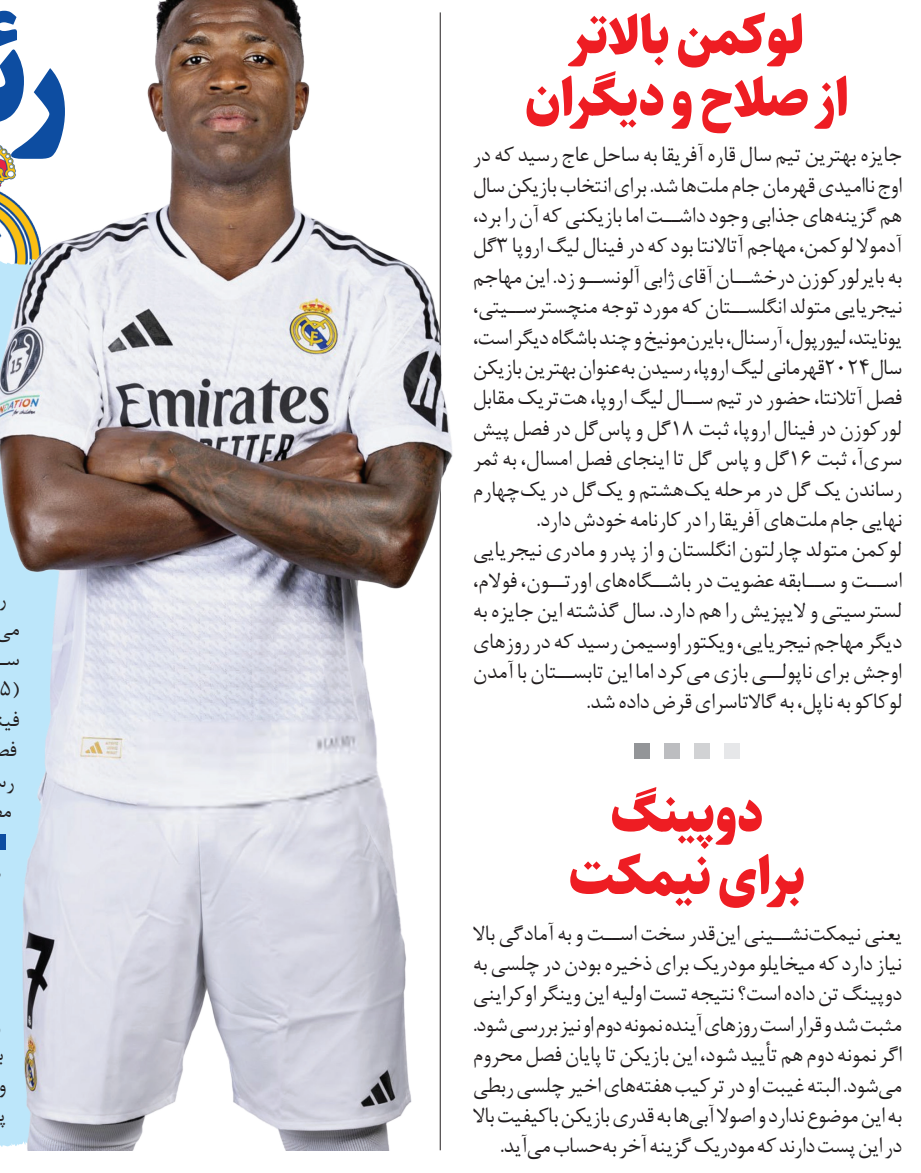 لوکمن بالاتر
از صلاح و دیگران
جایزه بهترین تیم سال قاره آفریقا به ساحل عاج رسید که در
اوج ناامیدی قهرمان جام ملت‌ها شد. برای انتخاب بازیکن سال
هم گزینه‌های جذابی وجود داشت اما بازیکنی که آن را برد،
آدمولا لوکمن، مهاجم آتالانتا بود که در فینال لیگ اروپا ۳گل
به بایرلورکوزن درخشان آقای ژابی آلونسو زد. این مهاجم
نیجریایی متولد انگلستان که مورد توجه منچسترسیتی،
یونایتد، لیورپول، آرسنال، بایرن‌مونیخ و چند باشگاه دیگر است،
سال۲۰۲۴قهرمانی لیگ اروپا، رسیدن به‌عنوان بهترین بازیکن
فصل آتلانتا، حضور در تیم سال لیگ اروپا، هت‌تریک مقابل
لورکوزن در فینال اروپا، ثبت ۱۸گل و پاس‌گل در فصل پیش
سری‌آ، ثبت ۱۶گل و پاس گل تا اینجای فصل امسال، به ثمر
رساندن یک گل در مرحله یک‌هشتم و یک‌گل در یک‌چهارم
نهایی جام ملت‌های آفریقا را در کارنامه خودش دارد.
لوکمن متولد چارلتون انگلستان و از پدر و مادری نیجریایی
است و سابقه عضویت در باشگاه‌های اورتون، فولام،
لسترسیتی و لایپزیش را هم دارد. سال گذشته این جایزه به
دیگر مهاجم نیجریایی، ویکتور اوسیمن رسید که در روزهای
اوجش برای ناپولی بازی می‌کرد اما این تابستان با آمدن
لوکاکو به ناپل، به گالاتاسرای قرض داده شد.
دوپینگ
برای نیمکت
یعنی نیمکت‌نشینی این‌قدر سخت است و به آمادگی بالا
نیاز دارد که میخایلو مودریک برای ذخیره بودن در چلسی به
دوپینگ تن داده است؟ نتیجه تست اولیه این وینگر اوکراینی
مثبت شد و قرار است روزهای آینده نمونه دوم او نیز بررسی شود.
اگر نمونه دوم هم تأیید شود، این بازیکن تا پایان فصل محروم
می‌شود. البته غیبت او در ترکیب هفته‌های اخیر چلسی ربطی
به این موضوع ندارد و اصولا آبی‌ها به قدری بازیکن باکیفیت بالا
در این پست دارند که مودریک گزینه آخر به‌حساب می‌آید.
Emirates
BETTER
15
7